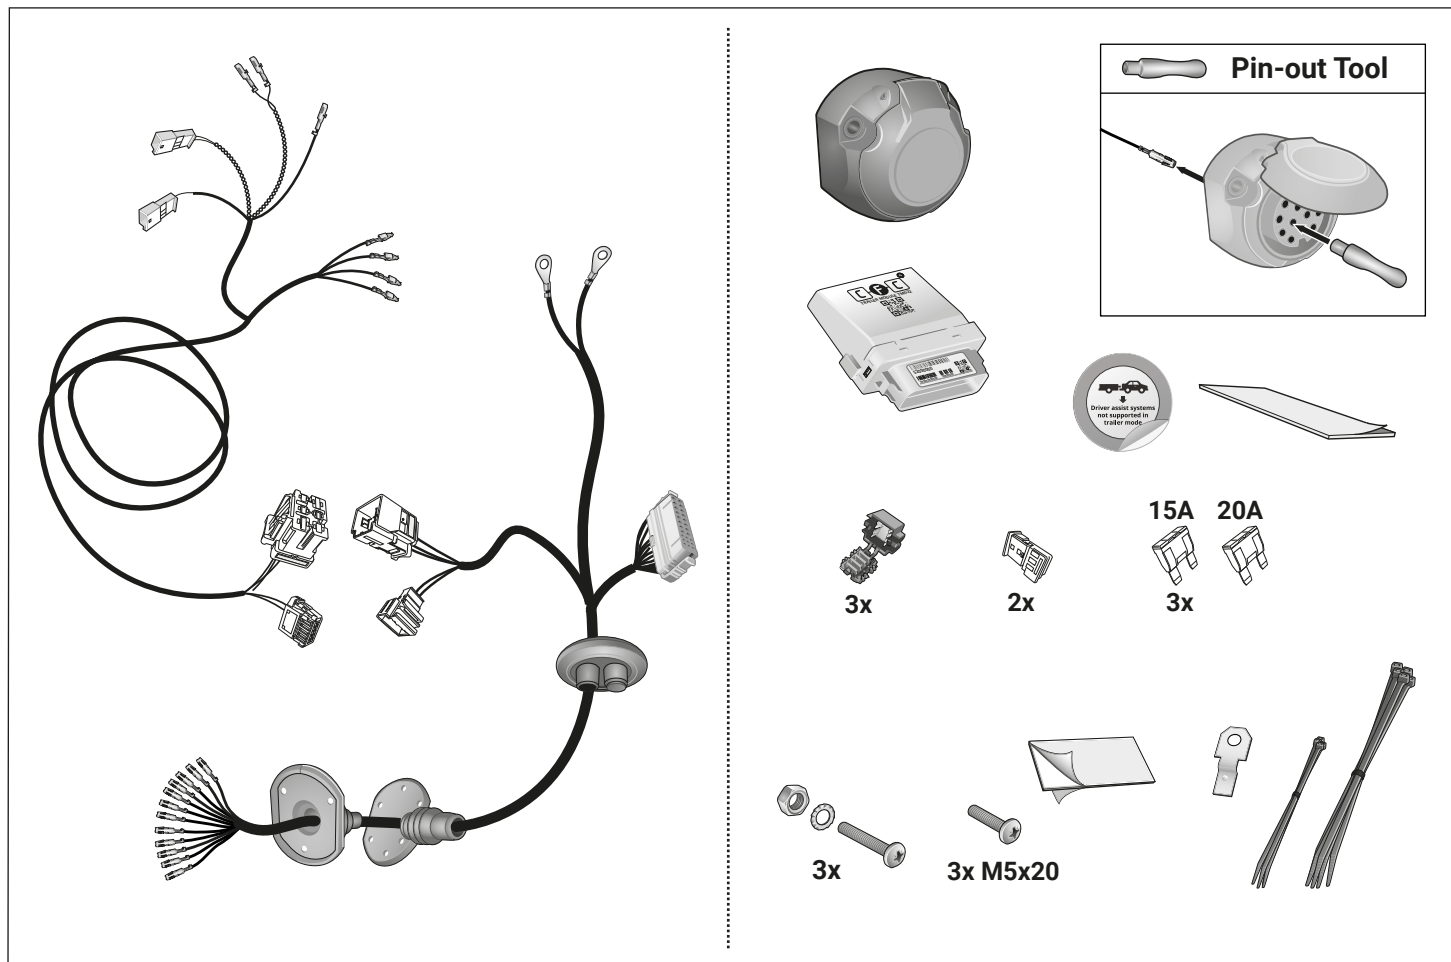 Pin-out Tool
C F C
Driver assist systems
not supported in
trailer mode
15A 20A
3x
2x
3x
3x
3x M5x20